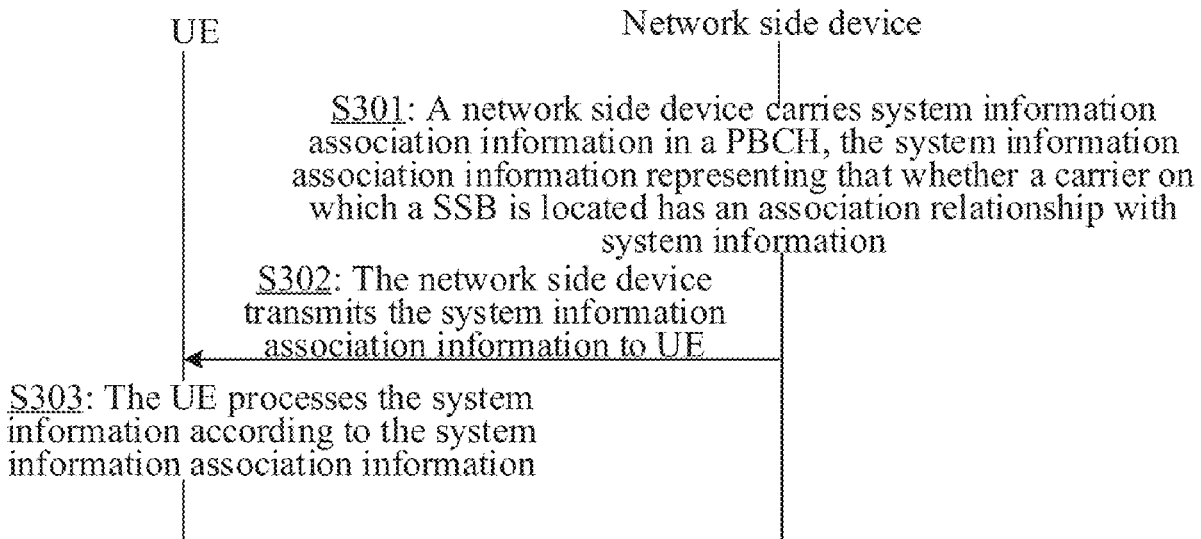 UE
Network side device
S301: A network side device carries system information
association information in a PBCH, the system information
association information representing that whether a carrier on
which a SSB is located has an association relationship with
system information
S302: The network side device
transmits the system information
association information to UE
S303: The UE processes the system
information according to the system
information association information